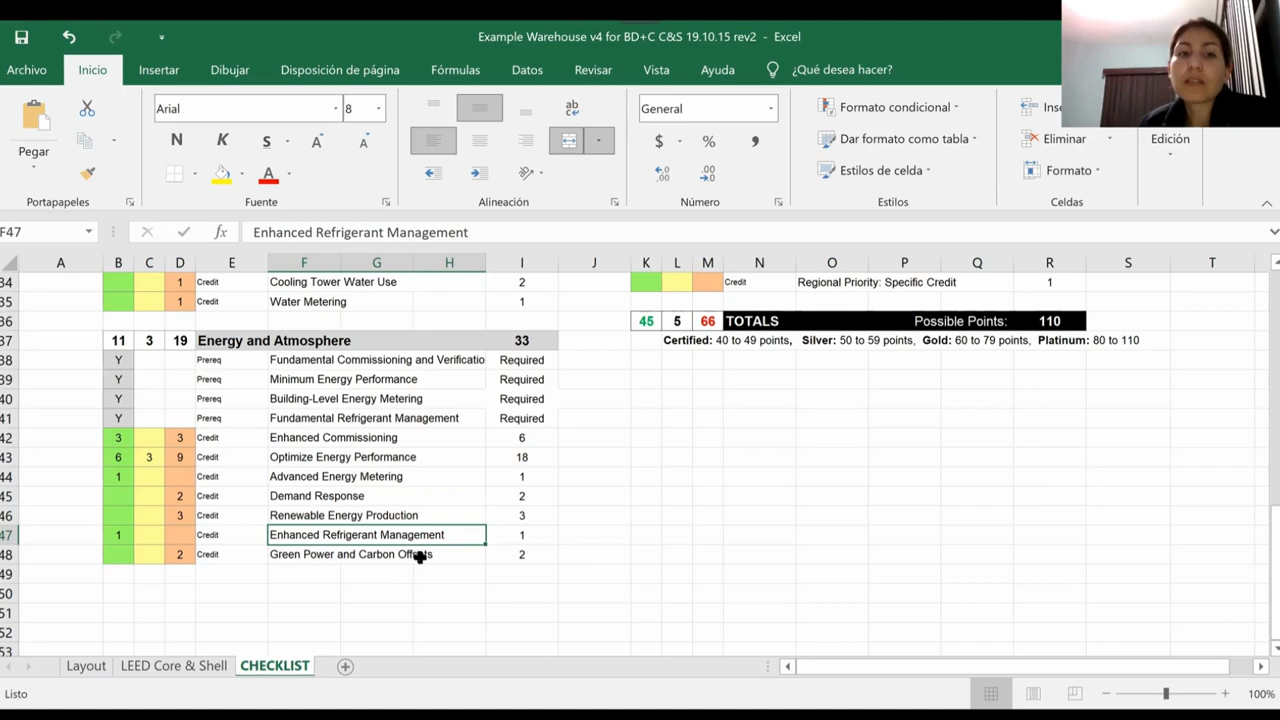 Example Warehouse v4 for BD+C C&S 19.10.15 rev2 - Excel
Archivo Inicio Insertar Dibujar Disposición de página Fórmulas Datos Revisar Vista Ayuda ¿Qué desea hacer?
Arial 8 ab c General Formato condicional Inse
Pegar N K S A A $ % Dar formato como tabla Eliminar Edición
A Estilos de celda Formato
Portapapeles Fuente Alineación Número Estilos Celdas
F47 fx Enhanced Refrigerant Management
A B C D E F G H I J K L M N O P Q R S T
34 1 Credit Cooling Tower Water Use 2 Credit Regional Priority: Specific Credit 1
35 1 Credit Water Metering 1
36 45 5 66 TOTALS Possible Points: 110
37 11 3 19 Energy and Atmosphere 33 Certified: 40 to 49 points, Silver: 50 to 59 points, Gold: 60 to 79 points, Platinum: 80 to 110
38 Y Prereq Fundamental Commissioning and Verificatio Required
39 Y Prereq Minimum Energy Performance Required
40 Y Prereq Building-Level Energy Metering Required
41 Y Prereq Fundamental Refrigerant Management Required
42 3 3 Credit Enhanced Commissioning 6
43 6 3 9 Credit Optimize Energy Performance 18
44 1 Credit Advanced Energy Metering 1
45 2 Credit Demand Response 2
46 3 Credit Renewable Energy Production 3
47 1 Credit Enhanced Refrigerant Management 1
48 2 Credit Green Power and Carbon Offsets 2
49
50
51
52
53
Layout LEED Core & Shell CHECKLIST
Listo 100%